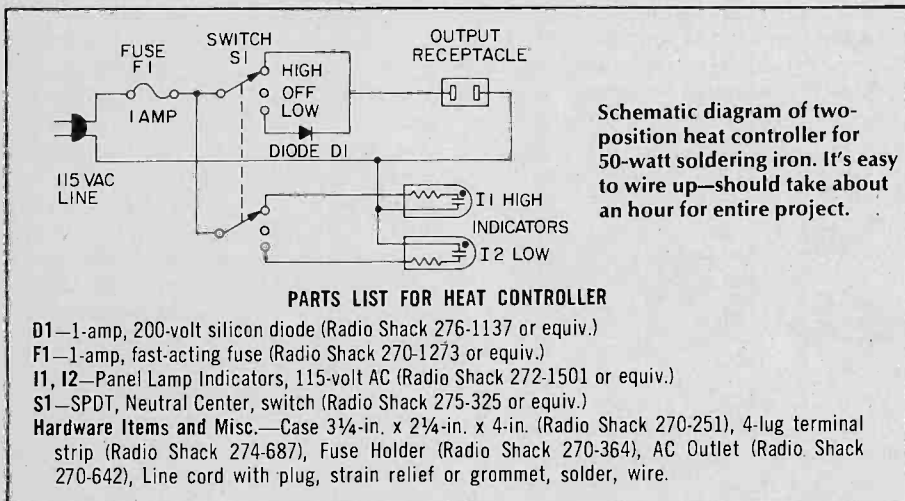 FUSE
F1
1 AMP
SWITCH
S1
HIGH
OFF
LOW
DIODE D1
OUTPUT
RECEPTACLE
115 VAC
LINE
I1 HIGH
INDICATORS
I2 LOW
Schematic diagram of two-
position heat controller for
50-watt soldering iron. It's easy
to wire up—should take about
an hour for entire project.
PARTS LIST FOR HEAT CONTROLLER
D1—1-amp, 200-volt silicon diode (Radio Shack 276-1137 or equiv.)
F1—1-amp, fast-acting fuse (Radio Shack 270-1273 or equiv.)
I1, I2—Panel Lamp Indicators, 115-volt AC (Radio Shack 272-1501 or equiv.)
S1—SPDT, Neutral Center, switch (Radio Shack 275-325 or equiv.)
Hardware Items and Misc.—Case 3¼-in. x 2¼-in. x 4-in. (Radio Shack 270-251), 4-lug terminal
strip (Radio Shack 274-687), Fuse Holder (Radio Shack 270-364), AC Outlet (Radio Shack
270-642), Line cord with plug, strain relief or grommet, solder, wire.